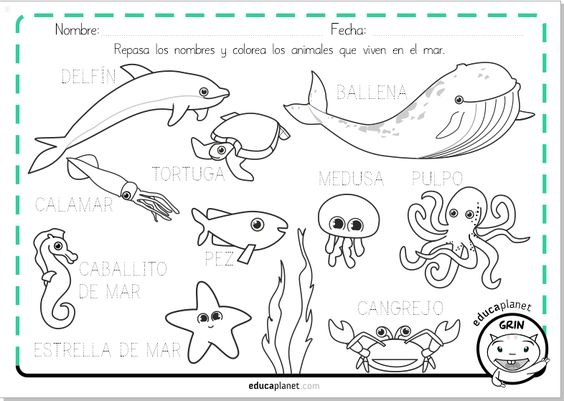 Nombre: Fecha:
Repasa los nombres y colorea los animales que viven en el mar.
DELFÍN
BALLENA
TORTUGA
MEDUSA
PULPO
CALAMAR
PEZ
CABALLITO
DE MAR
CANGREJO
ESTRELLA DE MAR
educaplanet
GRIN
educaplanet.com